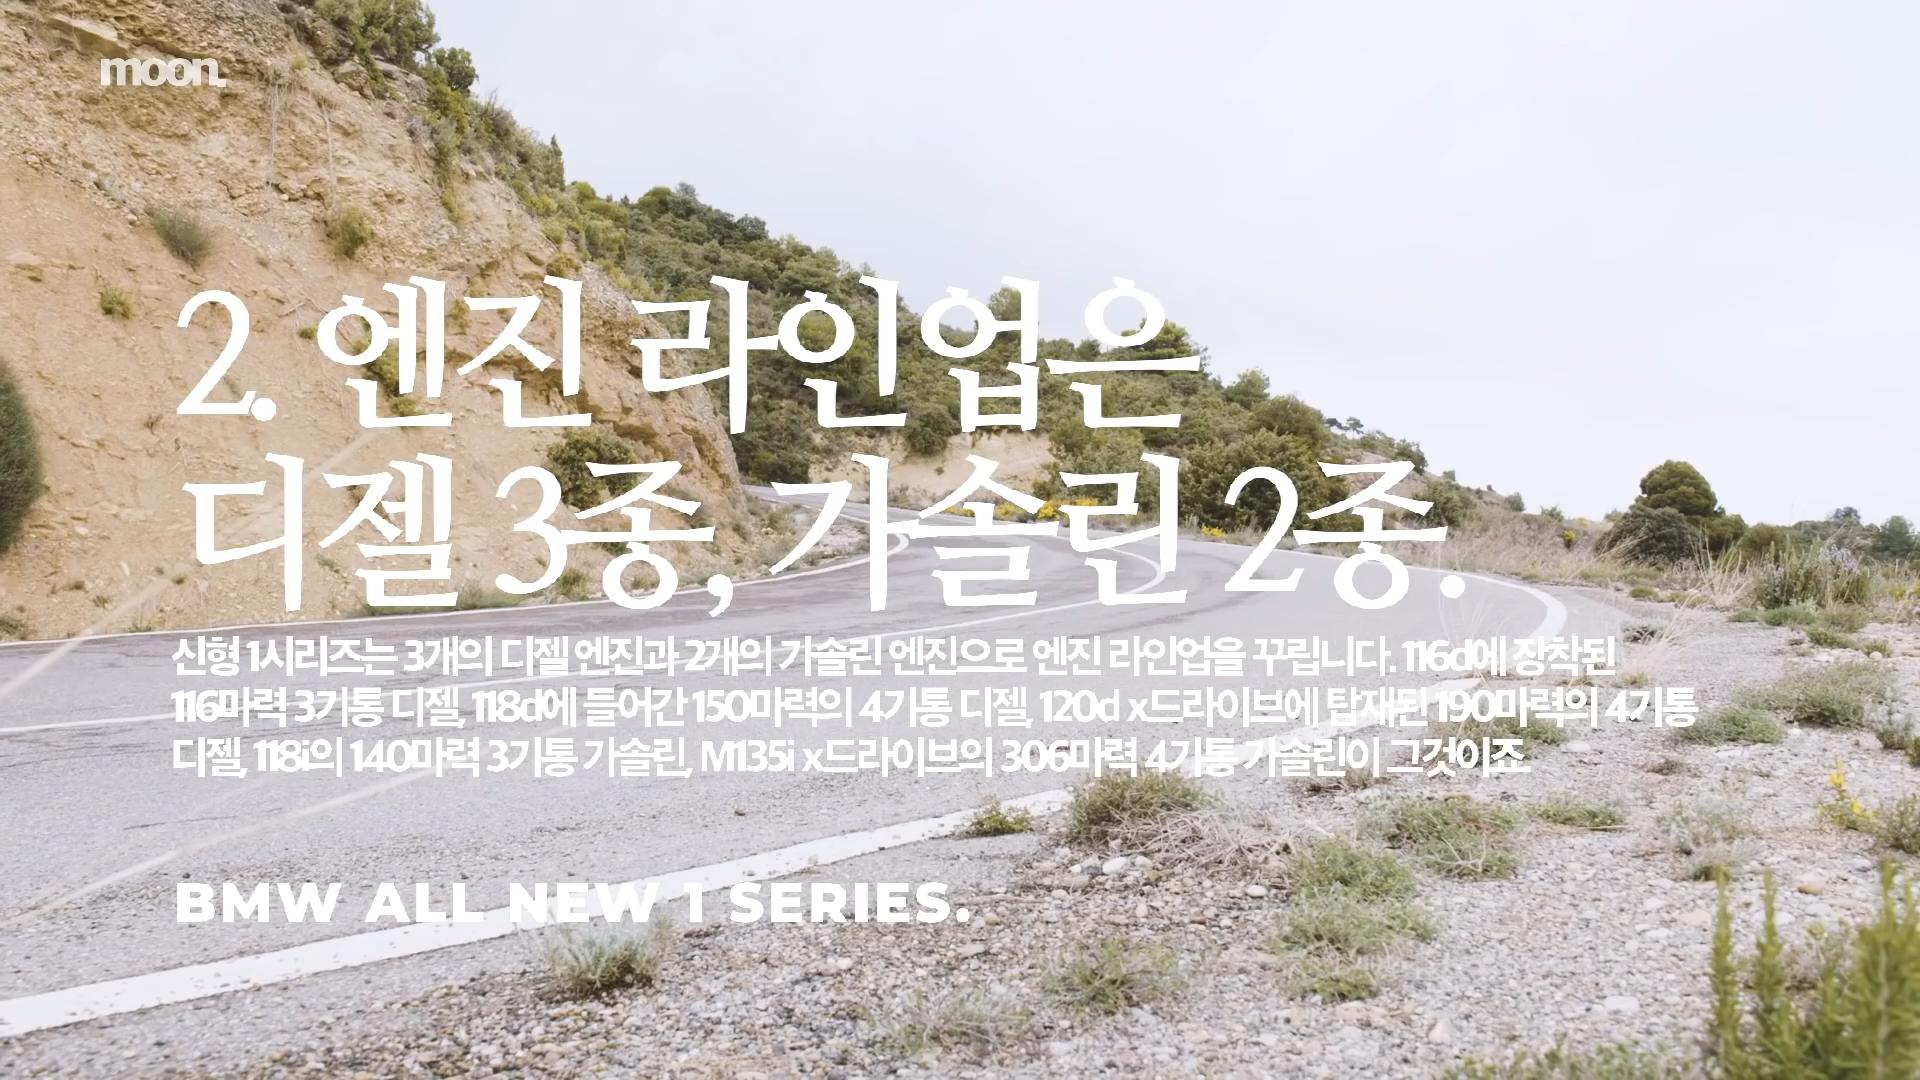 moon.
2. 엔진 라인업은
디젤 3종, 가솔린 2종.
신형 1시리즈는 3개의 디젤 엔진과 2개의 가솔린 엔진으로 엔진 라인업을 꾸립니다. 116d에 장착된
116마력 3기통 디젤, 118d에 들어간 150마력의 4기통 디젤, 120d x드라이브에 탑재된 190마력의 4기통
디젤, 118i의 140마력 3기통 가솔린, M135i x드라이브의 306마력 4기통 가솔린이 그것이죠.
BMW ALL NEW 1 SERIES.